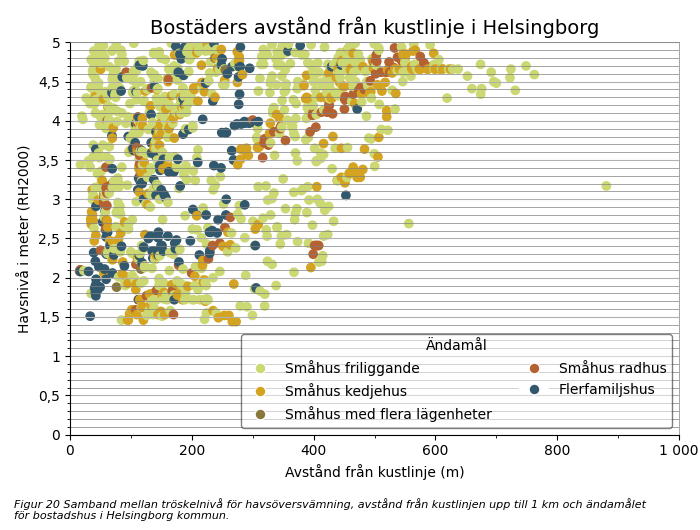 Bostäders avstånd från kustlinje i Helsingborg
5
4,5
4
3,5
3
2,5
2
1,5
1
0,5
0
Havsnivå i meter (RH2000)
0
200
400
600
800
1 000
Avstånd från kustlinje (m)
Ändamål
Småhus friliggande
Småhus kedjehus
Småhus med flera lägenheter
Småhus radhus
Flerfamiljshus
Figur 20 Samband mellan tröskelnivå för havsöversvämning, avstånd från kustlinjen upp till 1 km och ändamålet
för bostadshus i Helsingborg kommun.